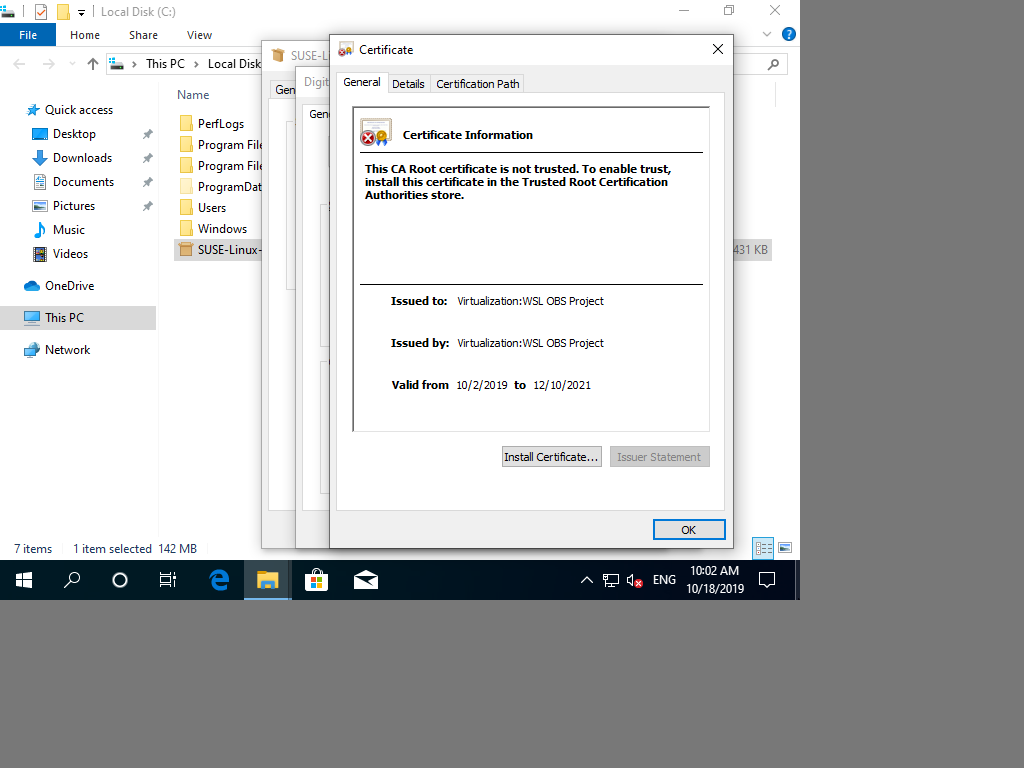 Local Disk (C:)
File Home Share View
This PC Local Disk
SUSE-Li
Certificate
Digit
Gen
General Details Certification Path
Gen
Name
Quick access
Desktop
Downloads
Documents
Pictures
Music
Videos
OneDrive
This PC
Network
PerfLogs
Program File
Program File
ProgramDat
Users
Windows
SUSE-Linux-
431 KB
Certificate Information
This CA Root certificate is not trusted. To enable trust,
install this certificate in the Trusted Root Certification
Authorities store.
Issued to: Virtualization:WSL OBS Project
Issued by: Virtualization:WSL OBS Project
Valid from 10/2/2019 to 12/10/2021
Install Certificate... Issuer Statement
OK
7 items 1 item selected 142 MB
ENG
10:02 AM
10/18/2019